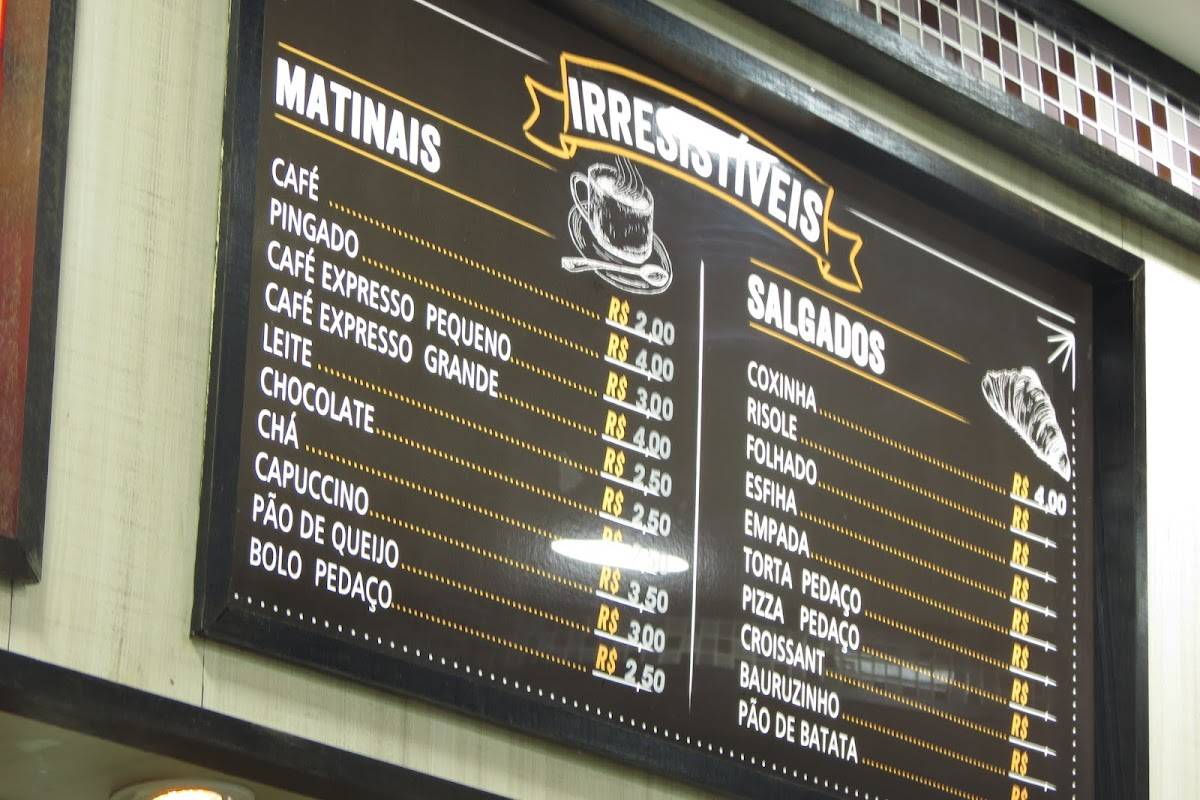 IRRESISTÍVEIS
MATINAIS
CAFÉ R$ 2,00
PINGADO R$ 4,00
CAFÉ EXPRESSO PEQUENO R$ 3,00
CAFÉ EXPRESSO GRANDE R$ 4,00
LEITE R$ 2,50
CHOCOLATE R$ 2,50
CHÁ R$
CAPUCCINO R$ 3,50
PÃO DE QUEIJO R$ 3,00
BOLO PEDAÇO R$ 2,50
SALGADOS
COXINHA R$ 4,00
RISOLE R$
FOLHADO R$
ESFIHA R$
EMPADA R$
TORTA PEDAÇO R$
PIZZA PEDAÇO R$
CROISSANT R$
BAURUZINHO R$
PÃO DE BATATA R$